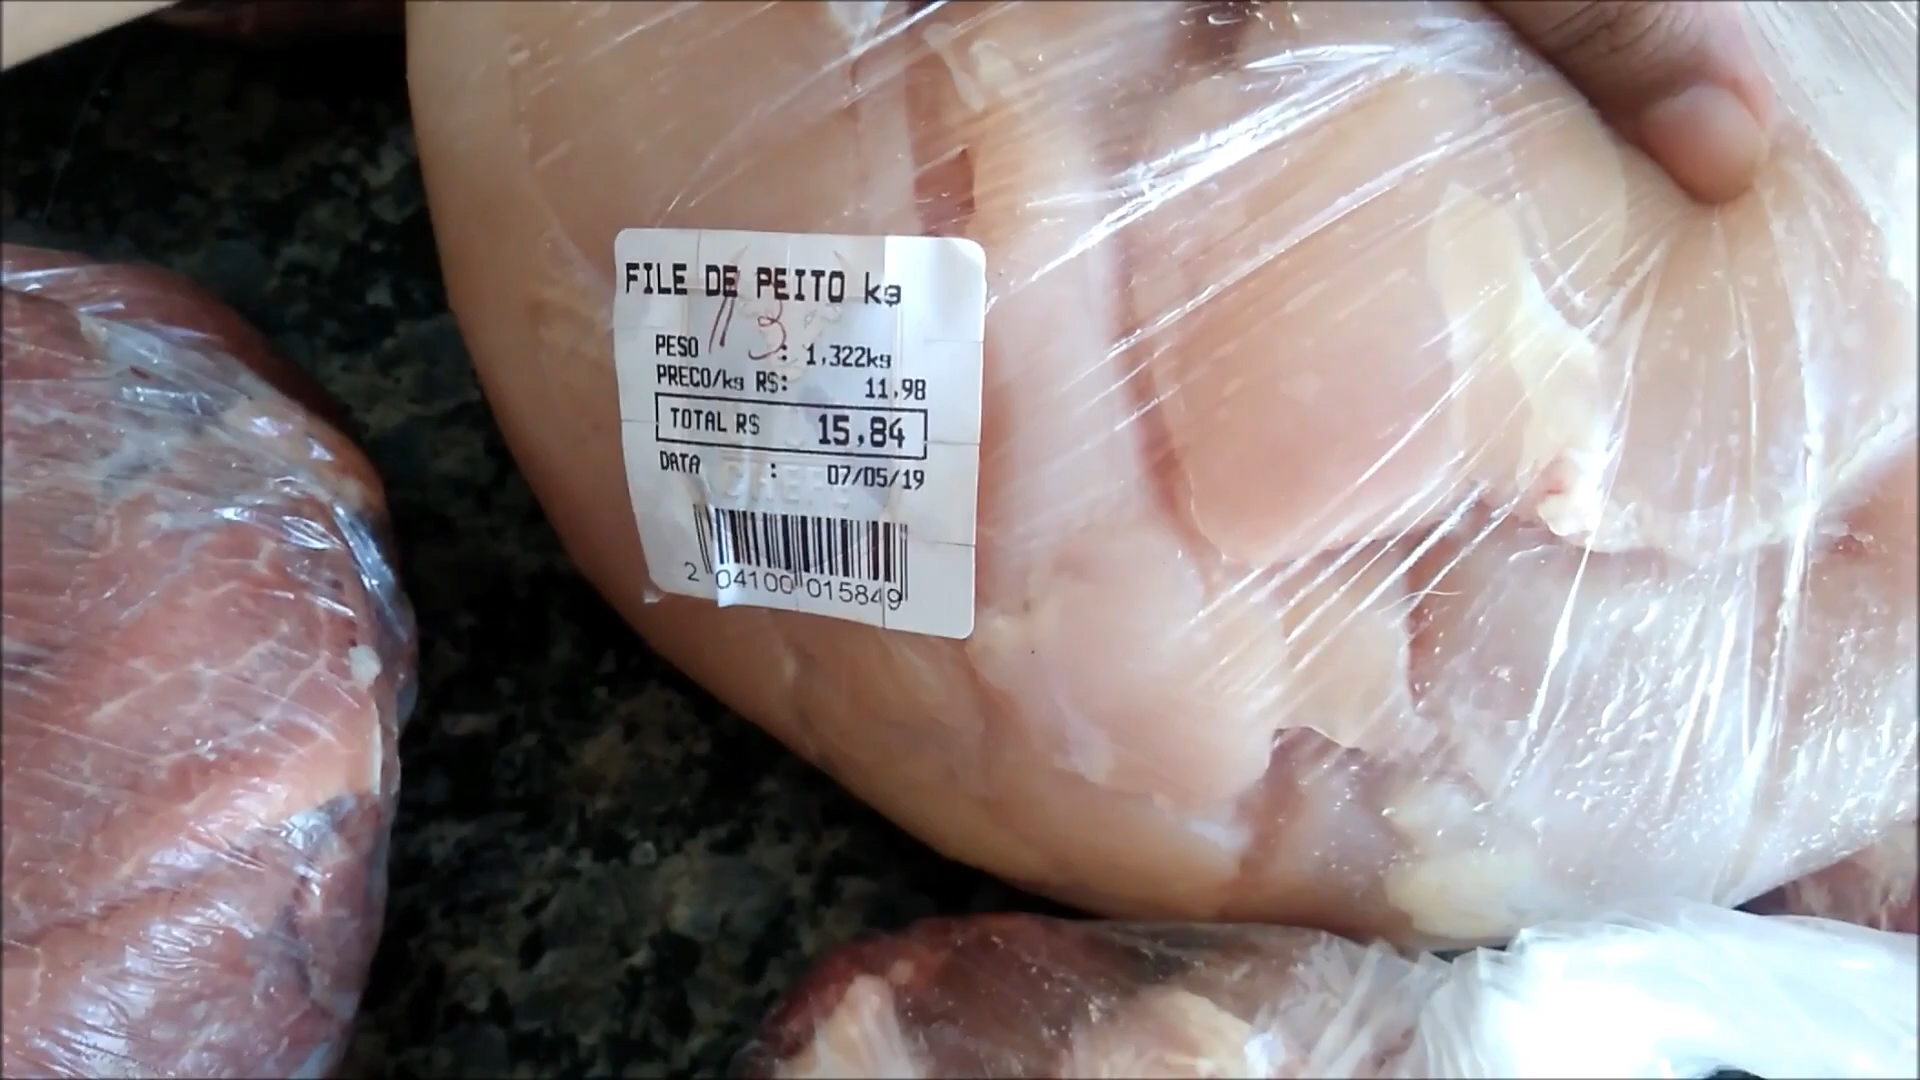 FILE DE PEITO kg
PESO : 1,322kg
PRECO/kg R$: 11,98
TOTAL R$ 15,84
DATA : 07/05/19
2 04100 015849